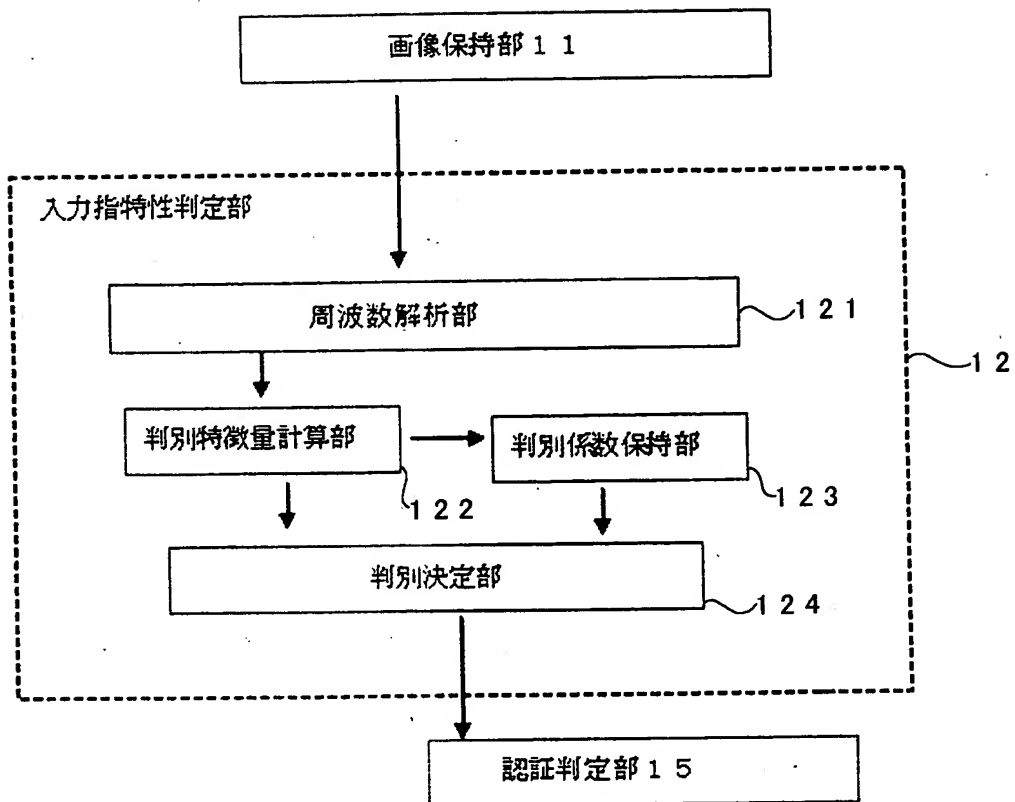 画像保持部１１
入力指特性判定部
周波数解析部
１２１
１２
判別特徴量計算部
判別係数保持部
１２２
１２３
判別決定部
１２４
認証判定部１５